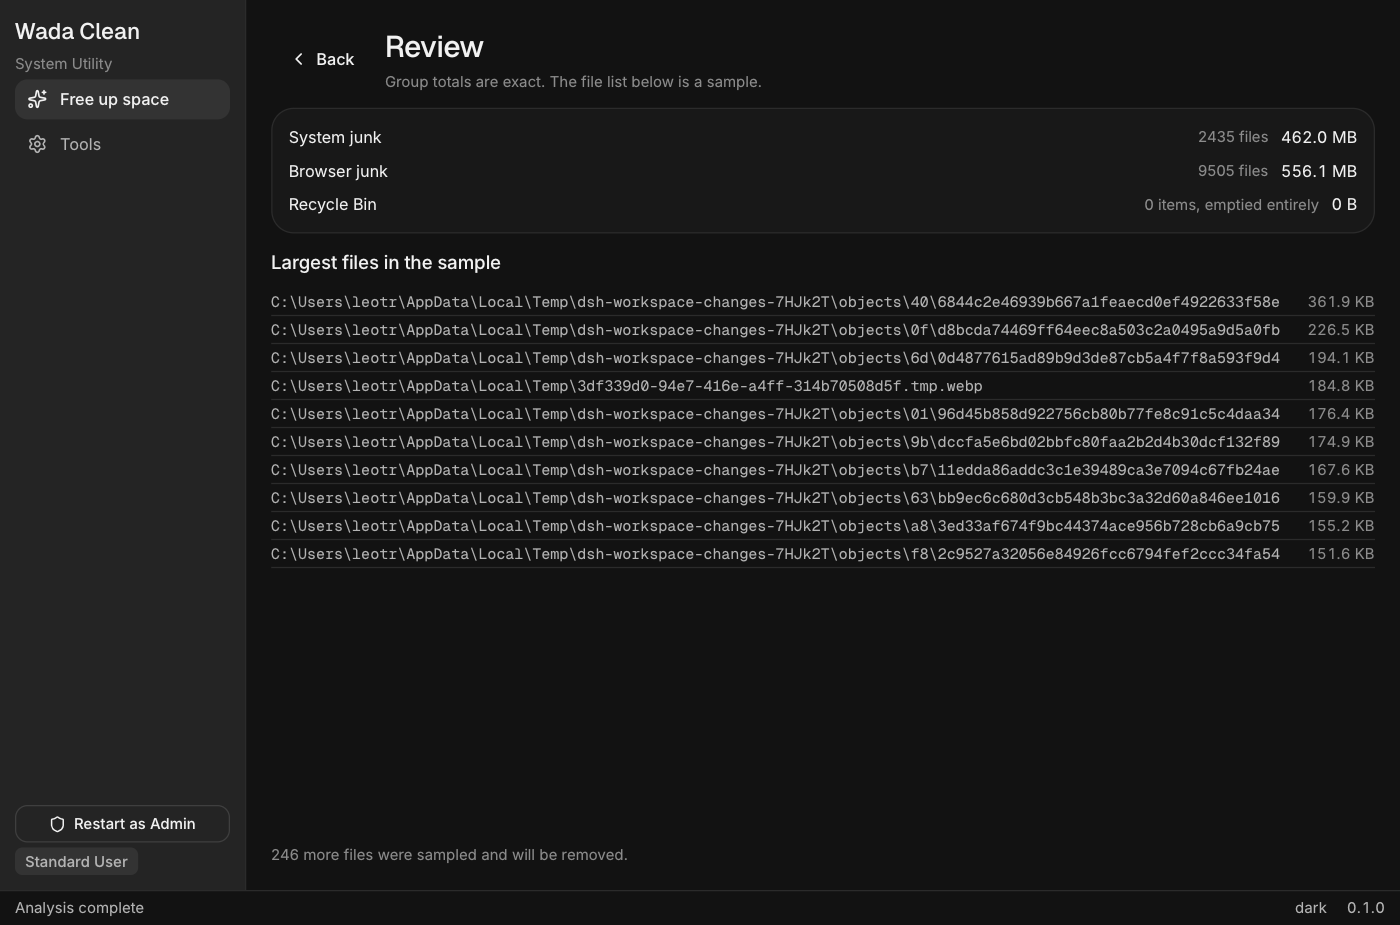 Wada Clean
System Utility
Free up space
Tools
Restart as Admin
Standard User
Back
Review
Group totals are exact. The file list below is a sample.
System junk 2435 files 462.0 MB
Browser junk 9505 files 556.1 MB
Recycle Bin 0 items, emptied entirely 0 B
Largest files in the sample
C:\Users\leotr\AppData\Local\Temp\dsh-workspace-changes-7HJk2T\objects\40\6844c2e46939b667a1feaecd0ef4922633f58e 361.9 KB
C:\Users\leotr\AppData\Local\Temp\dsh-workspace-changes-7HJk2T\objects\0f\d8bcda74469ff64eec8a503c2a0495a9d5a0fb 226.5 KB
C:\Users\leotr\AppData\Local\Temp\dsh-workspace-changes-7HJk2T\objects\6d\0d4877615ad89b9d3de87cb5a4f7f8a593f9d4 194.1 KB
C:\Users\leotr\AppData\Local\Temp\3df339d0-94e7-416e-a4ff-314b70508d5f.tmp.webp 184.8 KB
C:\Users\leotr\AppData\Local\Temp\dsh-workspace-changes-7HJk2T\objects\01\96d45b858d922756cb80b77fe8c91c5c4daa34 176.4 KB
C:\Users\leotr\AppData\Local\Temp\dsh-workspace-changes-7HJk2T\objects\9b\dccfa5e6bd02bbfc80faa2b2d4b30dcf132f89 174.9 KB
C:\Users\leotr\AppData\Local\Temp\dsh-workspace-changes-7HJk2T\objects\b7\11edda86addc3c1e39489ca3e7094c67fb24ae 167.6 KB
C:\Users\leotr\AppData\Local\Temp\dsh-workspace-changes-7HJk2T\objects\63\bb9ec6c680d3cb548b3bc3a32d60a846ee1016 159.9 KB
C:\Users\leotr\AppData\Local\Temp\dsh-workspace-changes-7HJk2T\objects\a8\3ed33af674f9bc44374ace956b728cb6a9cb75 155.2 KB
C:\Users\leotr\AppData\Local\Temp\dsh-workspace-changes-7HJk2T\objects\f8\2c9527a32056e84926fcc6794fef2ccc34fa54 151.6 KB
246 more files were sampled and will be removed.
Analysis complete
dark 0.1.0